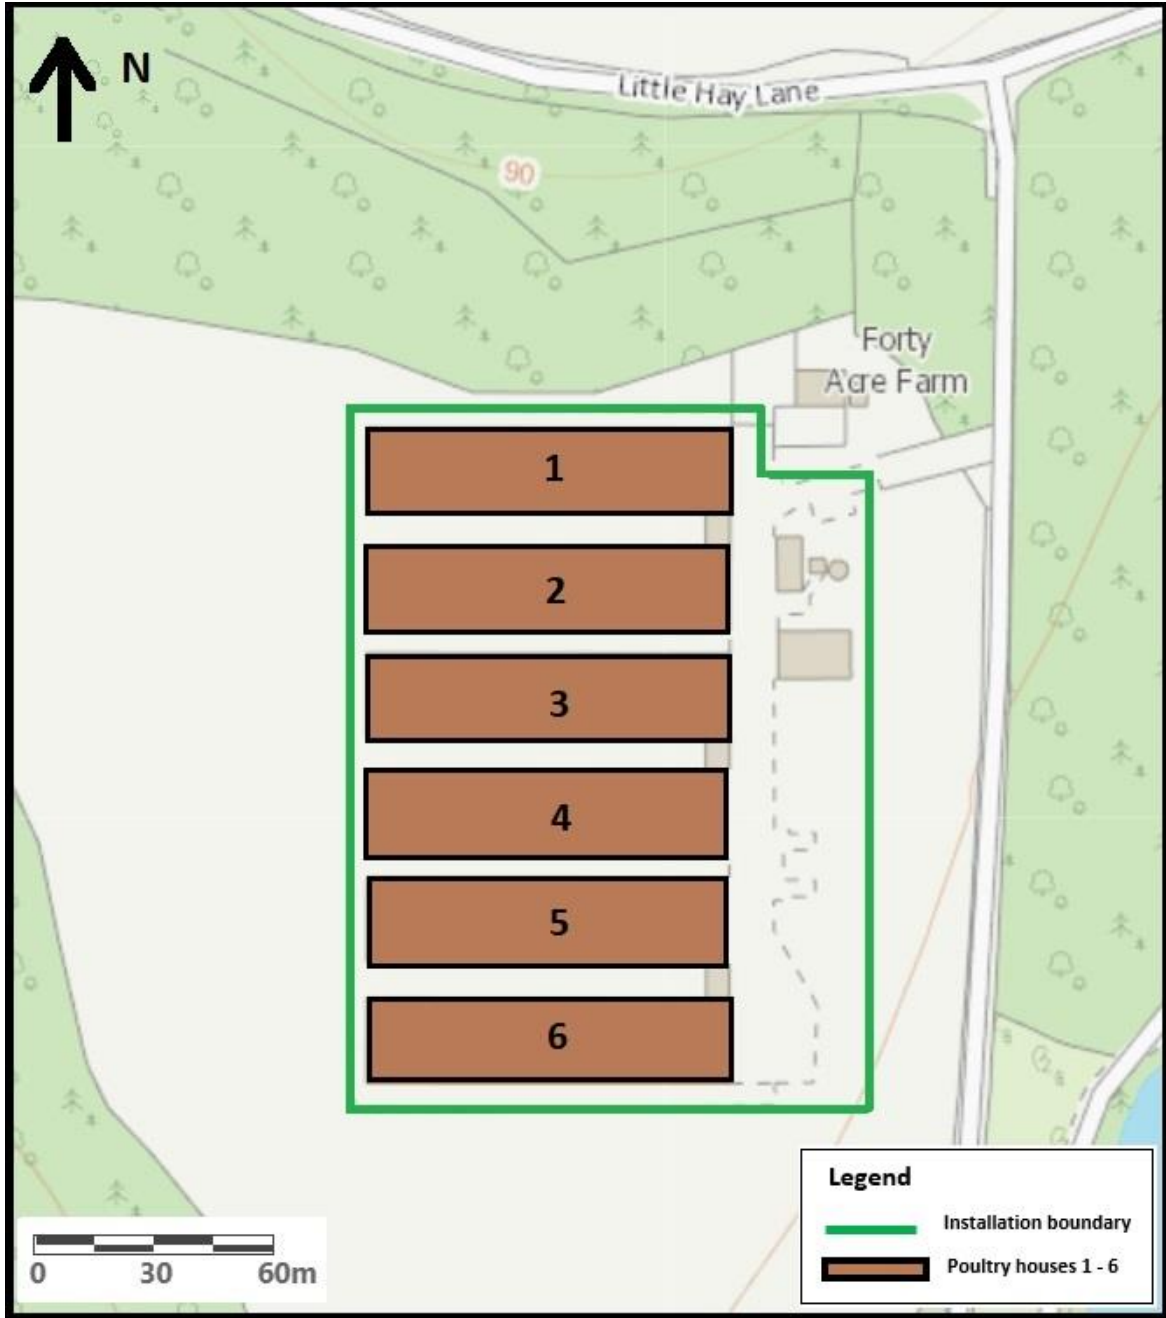 N
Little Hay Lane
90
Forty
Acre Farm
1
2
3
4
5
6
Legend
Installation boundary
Poultry houses 1 - 6
0 30 60m